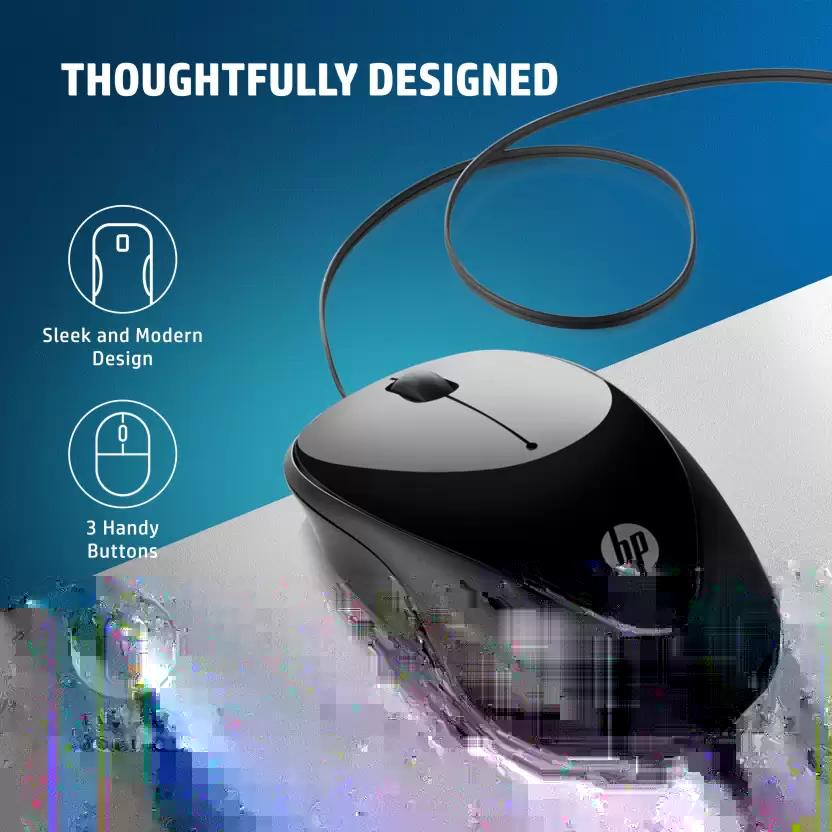 THOUGHTFULLY DESIGNED
Sleek and Modern
Design
3 Handy
Buttons
hp